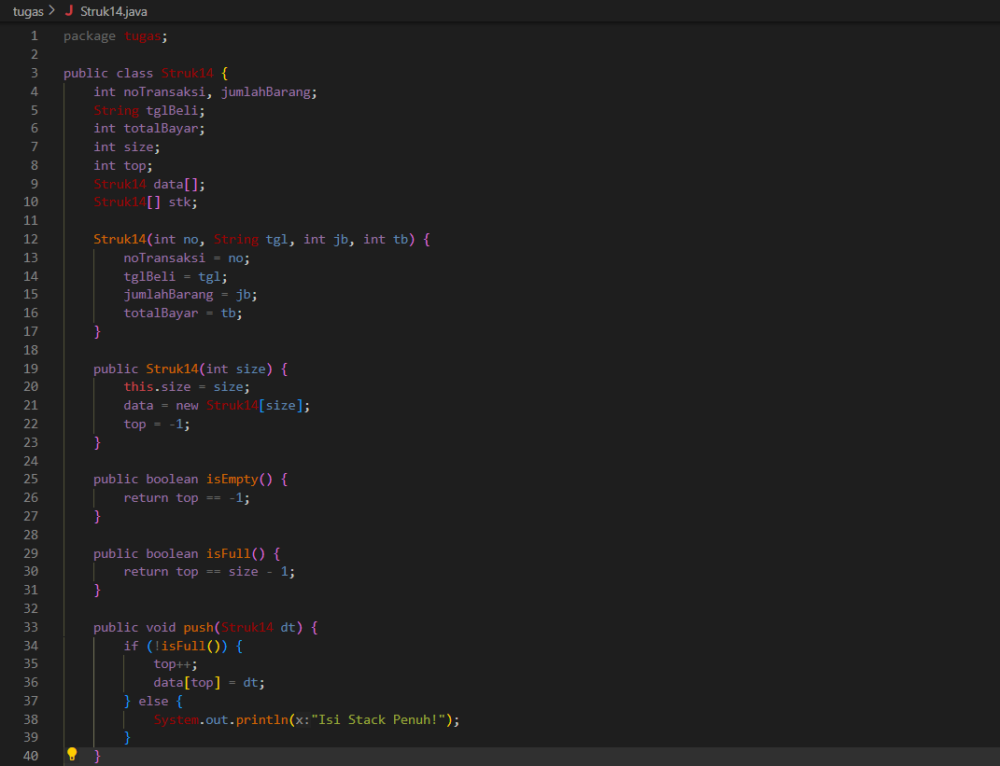 tugas > J Struk14.java
1 package tugas;
2
3 public class Struk14 {
4 int noTransaksi, jumlahBarang;
5 String tglBeli;
6 int totalBayar;
7 int size;
8 int top;
9 Struk14 data[];
10 Struk14[] stk;
11
12 Struk14(int no, String tgl, int jb, int tb) {
13 noTransaksi = no;
14 tglBeli = tgl;
15 jumlahBarang = jb;
16 totalBayar = tb;
17 }
18
19 public Struk14(int size) {
20 this.size = size;
21 data = new Struk14[size];
22 top = -1;
23 }
24
25 public boolean isEmpty() {
26 return top == -1;
27 }
28
29 public boolean isFull() {
30 return top == size - 1;
31 }
32
33 public void push(Struk14 dt) {
34 if (!isFull()) {
35 top++;
36 data[top] = dt;
37 } else {
38 System.out.println(x:"Isi Stack Penuh!");
39 }
40 }